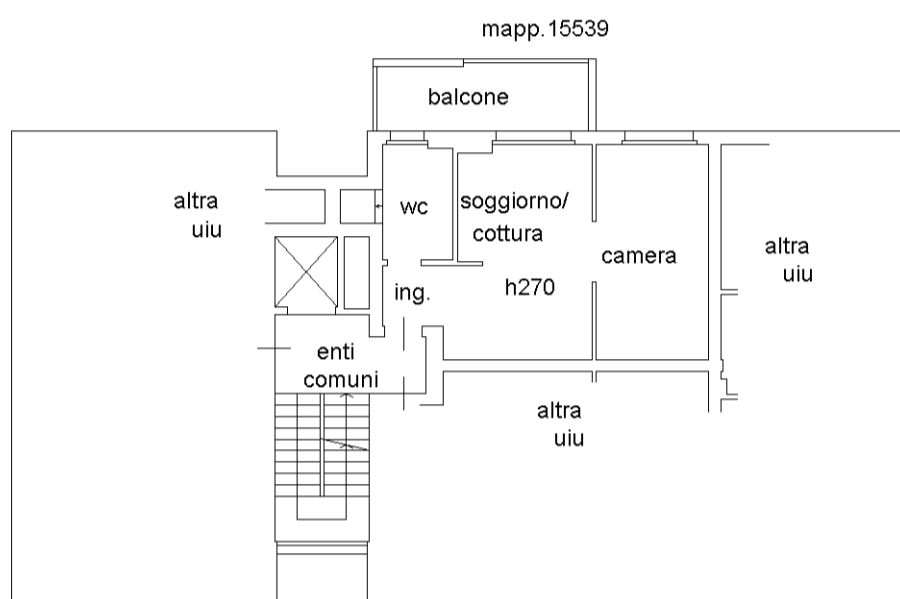 mapp.15539
balcone
altra
uiu
wc
soggiorno/
cottura
camera
altra
uiu
ing.
h270
enti
comuni
altra
uiu